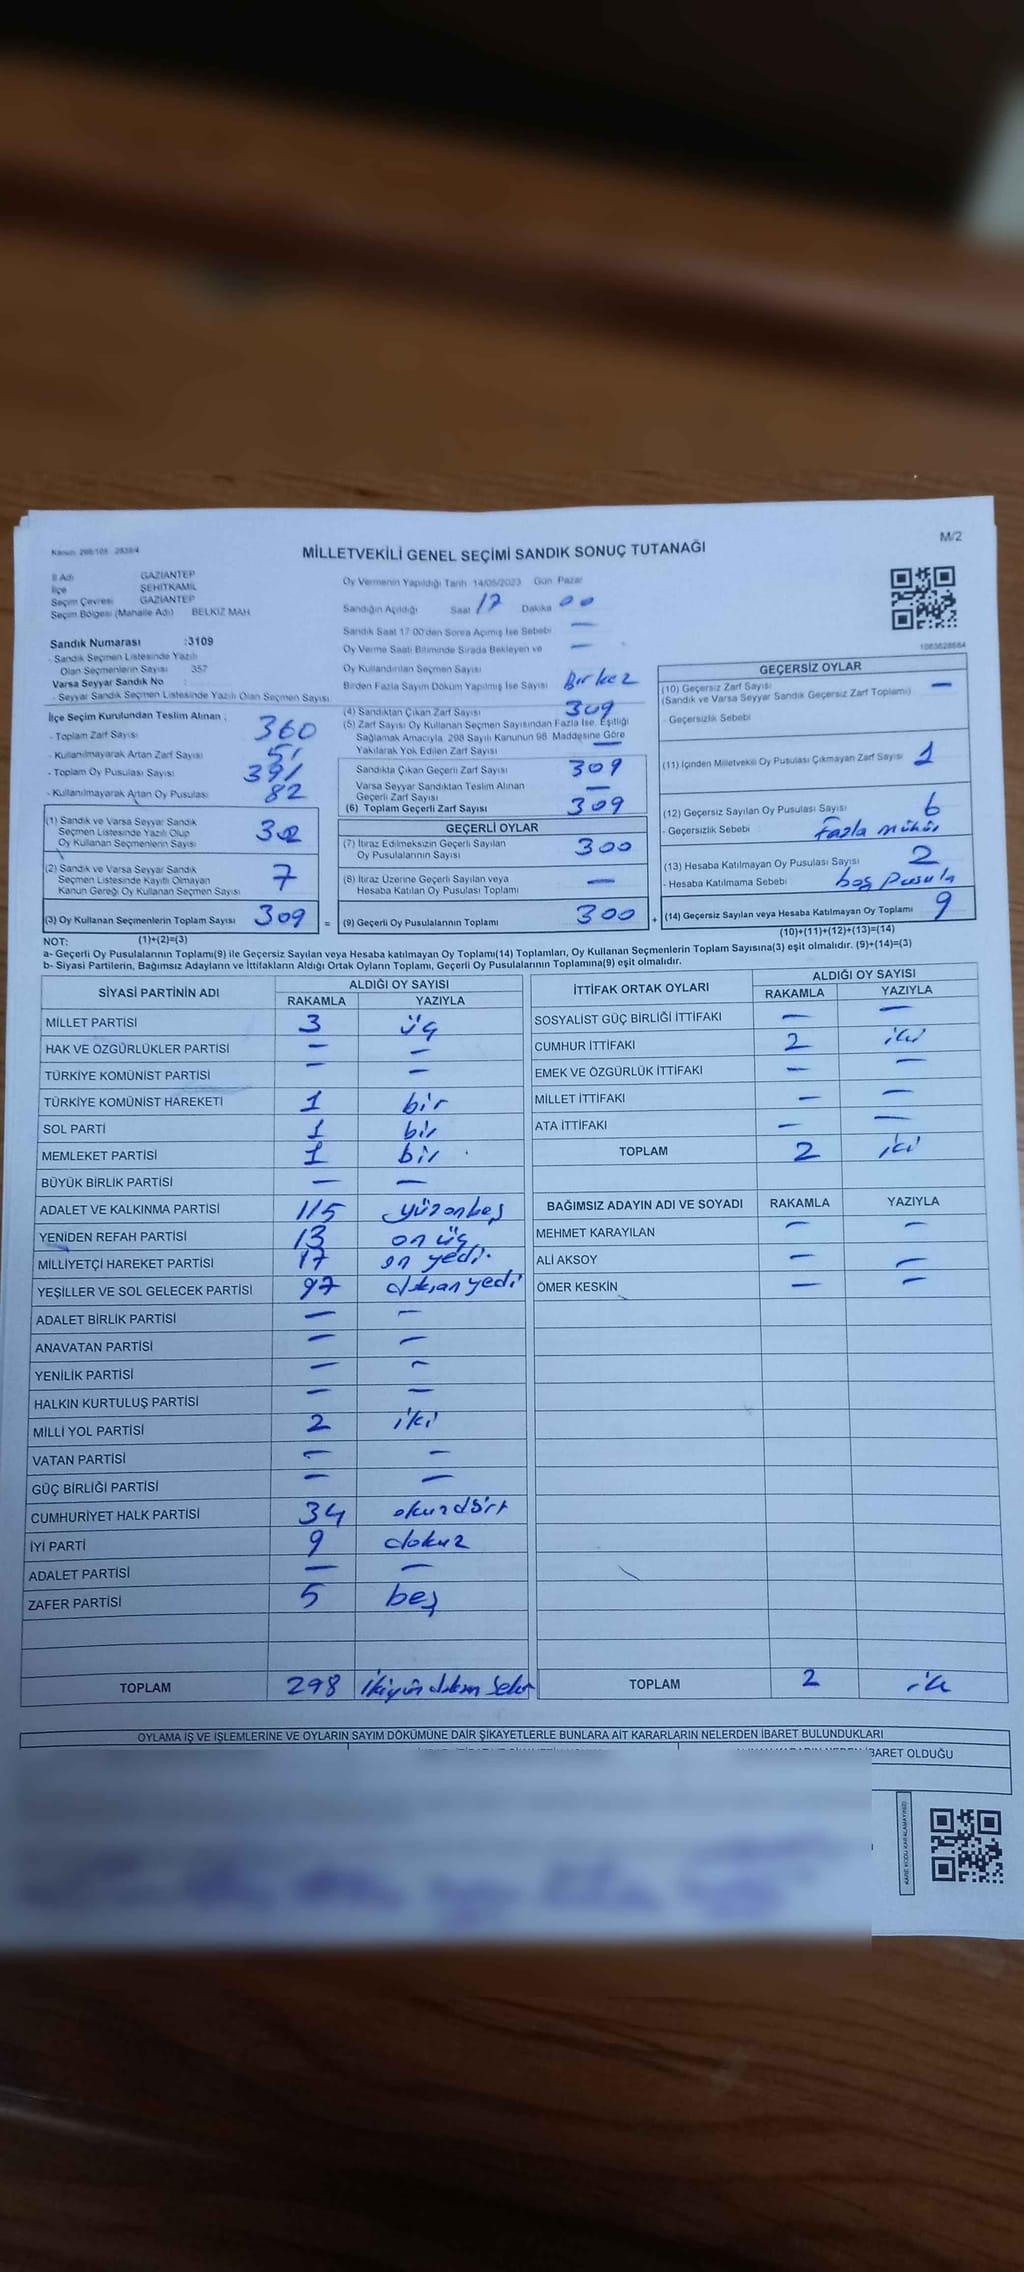 Kanun: 298/105 2839/4
M/2
MİLLETVEKİLİ GENEL SEÇİMİ SANDIK SONUÇ TUTANAĞI
İl Adı GAZİANTEP
İlçe ŞEHİTKAMİL
Seçim Çevresi GAZİANTEP
Seçim Bölgesi (Mahalle Adı) BELKIZ MAH
Sandık Numarası :3109
- Sandık Seçmen Listesinde Yazılı
Olan Seçmenlerin Sayısı : 357
Varsa Seyyar Sandık No :
- Seyyar Sandık Seçmen Listesinde Yazılı Olan Seçmen Sayısı
İlçe Seçim Kurulundan Teslim Alınan ;
- Toplam Zarf Sayısı 360
- Kullanılmayarak Artan Zarf Sayısı 51
- Toplam Oy Pusulası Sayısı 391
- Kullanılmayarak Artan Oy Pusulası 82
(1) Sandık ve Varsa Seyyar Sandık
Seçmen Listesinde Yazılı Olup
Oy Kullanan Seçmenlerin Sayısı 302
(2) Sandık ve Varsa Seyyar Sandık
Seçmen Listesinde Kayıtlı Olmayan
Kanun Gereği Oy Kullanan Seçmen Sayısı 7
(3) Oy Kullanan Seçmenlerin Toplam Sayısı 309 =
Oy Vermenin Yapıldığı Tarih 14/05/2023 Gün Pazar
Sandığın Açıldığı Saat 17 Dakika 00
Sandık Saat 17 00'den Sonra Açılmış İse Sebebi —
Oy Verme Saati Bitiminde Sırada Bekleyen ve —
Oy Kullandırılan Seçmen Sayısı
Birden Fazla Sayım Döküm Yapılmış İse Sayısı Bir kez
(4) Sandıktan Çıkan Zarf Sayısı 309
(5) Zarf Sayısı Oy Kullanan Seçmen Sayısından Fazla İse, Eşitliği
Sağlamak Amacıyla, 298 Sayılı Kanunun 98. Maddesine Göre
Yakılarak Yok Edilen Zarf Sayısı —
Sandıkta Çıkan Geçerli Zarf Sayısı 309
Varsa Seyyar Sandıktan Teslim Alınan
Geçerli Zarf Sayısı —
(6) Toplam Geçerli Zarf Sayısı 309
GEÇERLİ OYLAR
(7) İtiraz Edilmeksizin Geçerli Sayılan
Oy Pusulalarının Sayısı 300
(8) İtiraz Üzerine Geçerli Sayılan veya
Hesaba Katılan Oy Pusulası Toplamı —
(9) Geçerli Oy Pusulalarının Toplamı 300 +
1083628664
GEÇERSİZ OYLAR
(10) Geçersiz Zarf Sayısı —
(Sandık ve Varsa Seyyar Sandık Geçersiz Zarf Toplamı)
- Geçersizlik Sebebi
(11) İçinden Milletvekili Oy Pusulası Çıkmayan Zarf Sayısı 1
(12) Geçersiz Sayılan Oy Pusulası Sayısı 6
- Geçersizlik Sebebi Fazla mühür
(13) Hesaba Katılmayan Oy Pusulası Sayısı 2
- Hesaba Katılmama Sebebi boş pusula
(14) Geçersiz Sayılan veya Hesaba Katılmayan Oy Toplamı 9
NOT: (1)+(2)=(3)
(10)+(11)+(12)+(13)=(14)
a- Geçerli Oy Pusulalarının Toplamı(9) ile Geçersiz Sayılan veya Hesaba katılmayan Oy Toplamı(14) Toplamları, Oy Kullanan Seçmenlerin Toplam Sayısına(3) eşit olmalıdır. (9)+(14)=(3)
b- Siyasi Partilerin, Bağımsız Adayların ve İttifakların Aldığı Ortak Oyların Toplamı, Geçerli Oy Pusulalarının Toplamına(9) eşit olmalıdır.
SİYASİ PARTİNİN ADI ALDIĞI OY SAYISI
RAKAMLA YAZIYLA
MİLLET PARTİSİ 3 üç
HAK VE ÖZGÜRLÜKLER PARTİSİ — —
TÜRKİYE KOMÜNİST PARTİSİ — —
TÜRKİYE KOMÜNİST HAREKETİ 1 bir
SOL PARTİ 1 bir
MEMLEKET PARTİSİ 1 bir
BÜYÜK BİRLİK PARTİSİ — —
ADALET VE KALKINMA PARTİSİ 115 yüzonbeş
YENİDEN REFAH PARTİSİ 13 on üç
MİLLİYETÇİ HAREKET PARTİSİ 17 on yedi
YEŞİLLER VE SOL GELECEK PARTİSİ 97 doksanyedi
ADALET BİRLİK PARTİSİ — —
ANAVATAN PARTİSİ — —
YENİLİK PARTİSİ — —
HALKIN KURTULUŞ PARTİSİ — —
MİLLİ YOL PARTİSİ 2 iki
VATAN PARTİSİ — —
GÜÇ BİRLİĞİ PARTİSİ — —
CUMHURİYET HALK PARTİSİ 34 otuzdört
İYİ PARTİ 9 dokuz
ADALET PARTİSİ — —
ZAFER PARTİSİ 5 beş
TOPLAM 298
İTTİFAK ORTAK OYLARI ALDIĞI OY SAYISI
RAKAMLA YAZIYLA
SOSYALİST GÜÇ BİRLİĞİ İTTİFAKI — —
CUMHUR İTTİFAKI 2 iki
EMEK VE ÖZGÜRLÜK İTTİFAKI — —
MİLLET İTTİFAKI — —
ATA İTTİFAKI — —
TOPLAM 2 iki
BAĞIMSIZ ADAYIN ADI VE SOYADI RAKAMLA YAZIYLA
MEHMET KARAYILAN — —
ALİ AKSOY — —
ÖMER KESKİN — —
TOPLAM 2 iki
OYLAMA İŞ VE İŞLEMLERİNE VE OYLARIN SAYIM DÖKÜMÜNE DAİR ŞİKAYETLERLE BUNLARA AİT KARARLARIN NELERDEN İBARET BULUNDUKLARI
İBARET OLDUĞU
KARE KODU KARALAMAYINIZ!